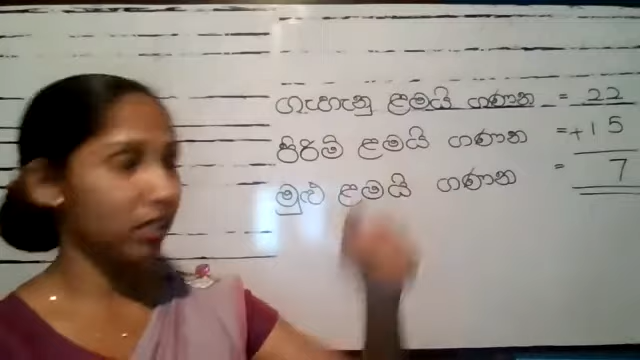 ගැහැනු ළමයි ගණන = 22
පිරිමි ළමයි ගණන = +15
මුළු ළමයි ගණන = 7